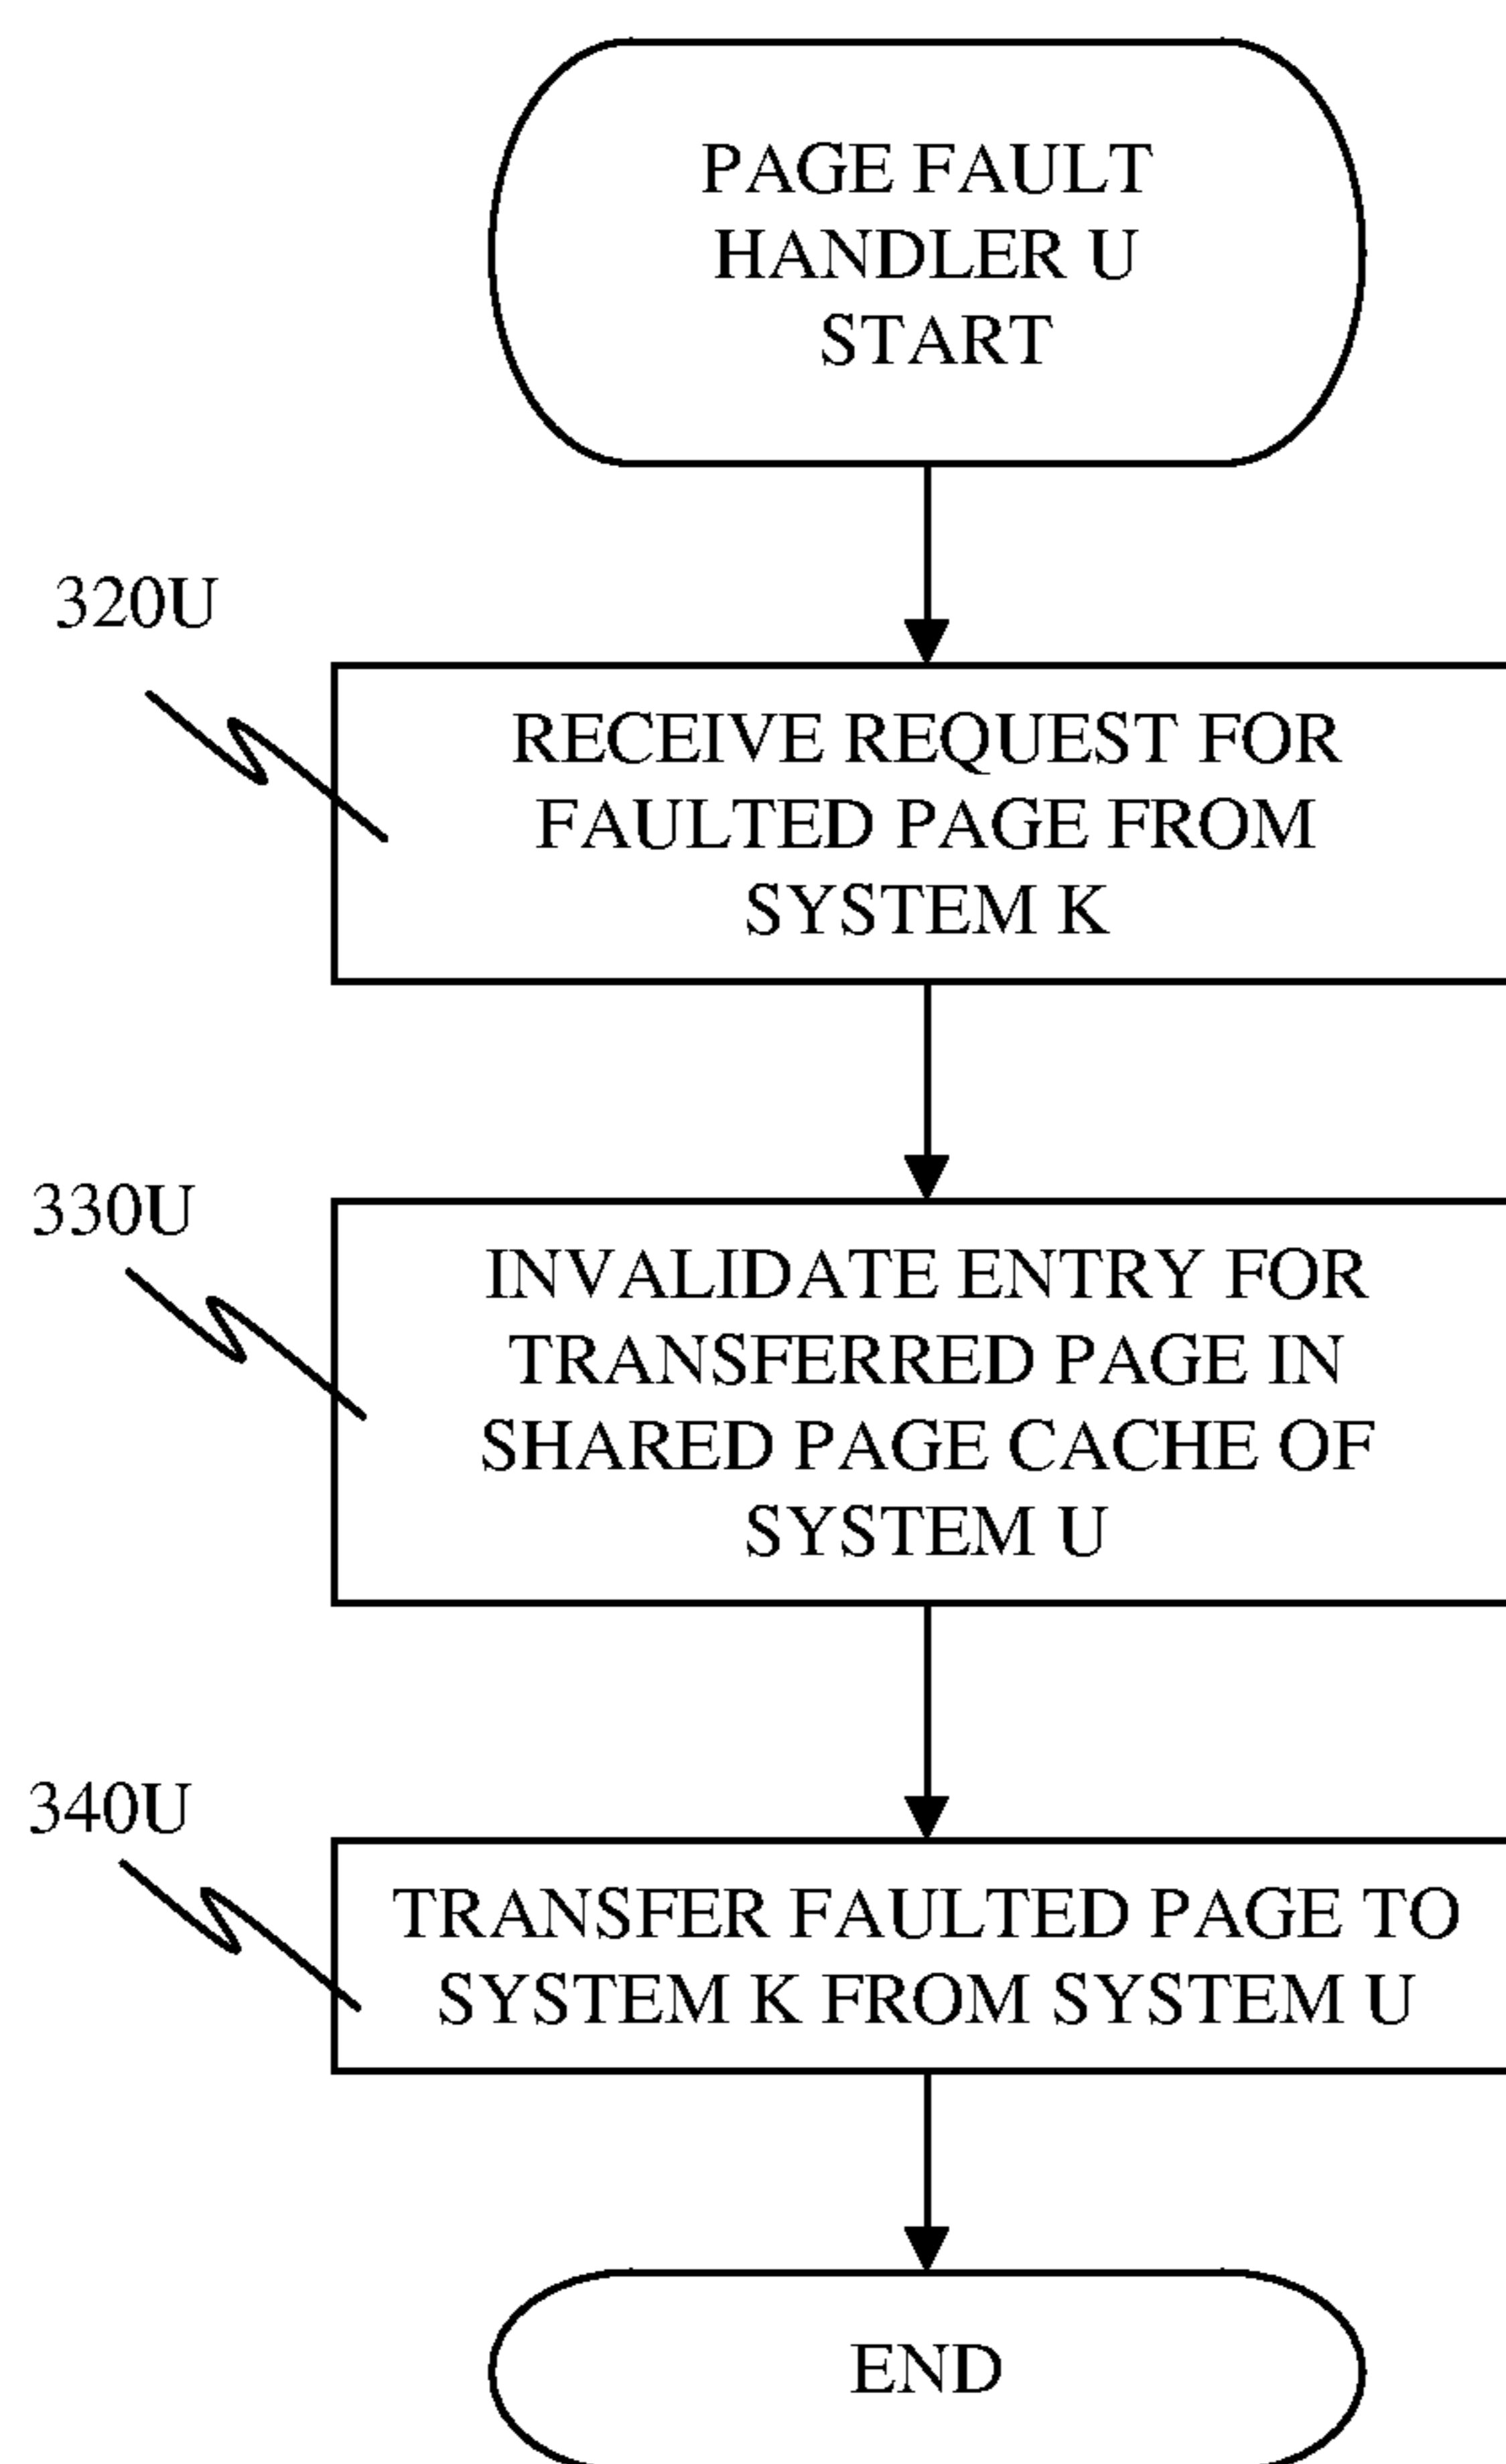 PAGE FAULT
HANDLER U
START
320U
RECEIVE REQUEST FOR
FAULTED PAGE FROM
SYSTEM K
330U
INVALIDATE ENTRY FOR
TRANSFERRED PAGE IN
SHARED PAGE CACHE OF
SYSTEM U
340U
TRANSFER FAULTED PAGE TO
SYSTEM K FROM SYSTEM U
END